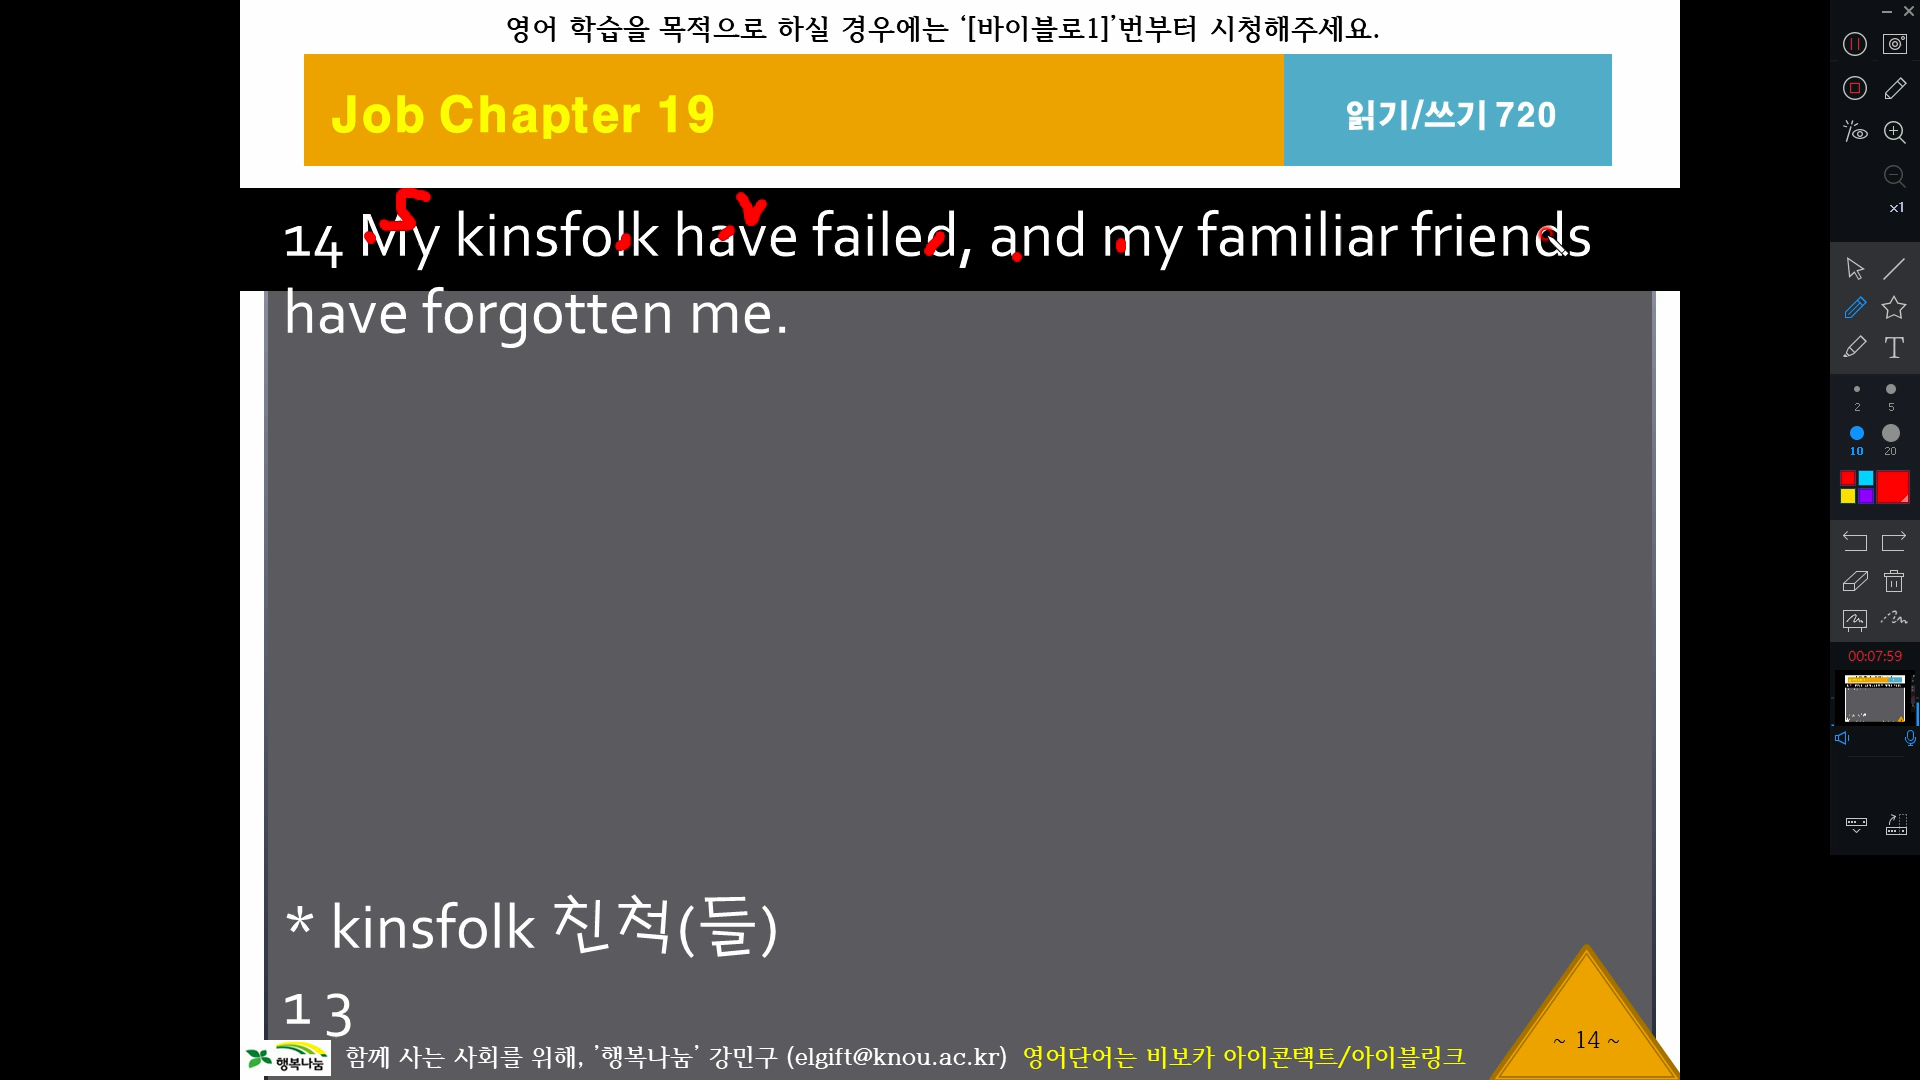 영어 학습을 목적으로 하실 경우에는 ‘[바이블로1]’번부터 시청해주세요.
Job Chapter 19
읽기/쓰기 720
S V
14 My kinsfolk have failed, and my familiar friends
have forgotten me.
* kinsfolk 친척(들)
1 3
행복나눔 함께 사는 사회를 위해, ’행복나눔’ 강민구 (elgift@knou.ac.kr) 영어단어는 비보카 아이콘택트/아이블링크
~ 14 ~
x1
T
2 5
10 20
00:07:59